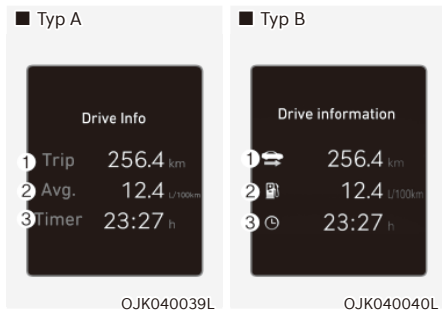 ■ Typ A
Drive Info
1 Trip 256.4 km
2 Avg. 12.4 L/100km
3 Timer 23:27 h
OJK040039L
■ Typ B
Drive information
1 256.4 km
2 12.4 L/100km
3 23:27 h
OJK040040L